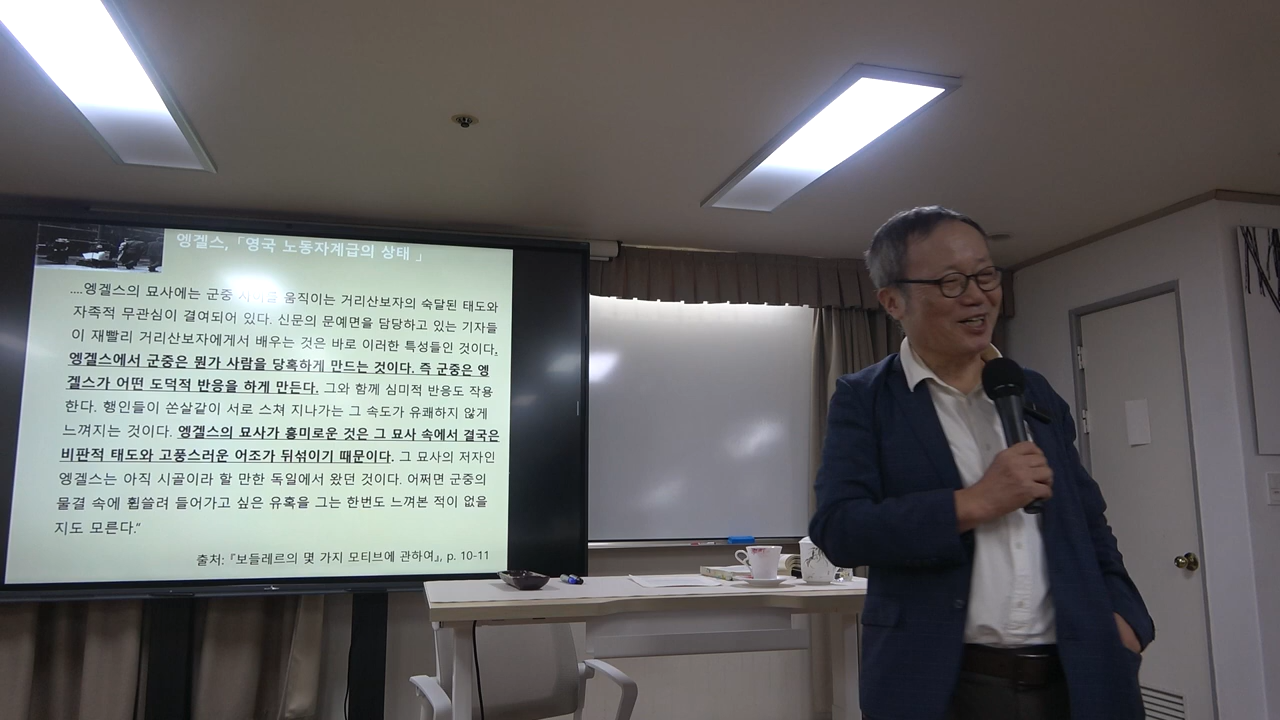 엥겔스, 「영국 노동자계급의 상태 」
....엥겔스의 묘사에는 군중 움직이는 거리산보자의 숙달된 태도와
자족적 무관심이 결여되어 있다. 신문의 문예면을 담당하고 있는 기자들
이 재빨리 거리산보자에게서 배우는 것은 바로 이러한 특성들인 것이다.
엥겔스에서 군중은 뭔가 사람을 당혹하게 만드는 것이다. 즉 군중은 엥
겔스가 어떤 도덕적 반응을 하게 만든다. 그와 함께 심미적 반응도 작용
한다. 행인들이 쏜살같이 서로 스쳐 지나가는 그 속도가 유쾌하지 않게
느껴지는 것이다. 엥겔스의 묘사가 흥미로운 것은 그 묘사 속에서 결국은
비판적 태도와 고풍스러운 어조가 뒤섞이기 때문이다. 그 묘사의 저자인
엥겔스는 아직 시골이라 할 만한 독일에서 왔던 것이다. 어쩌면 군중의
물결 속에 휩쓸려 들어가고 싶은 유혹을 그는 한번도 느껴본 적이 없을
지도 모른다.“
출처: 『보들레르의 몇 가지 모티브에 관하여』, p. 10-11